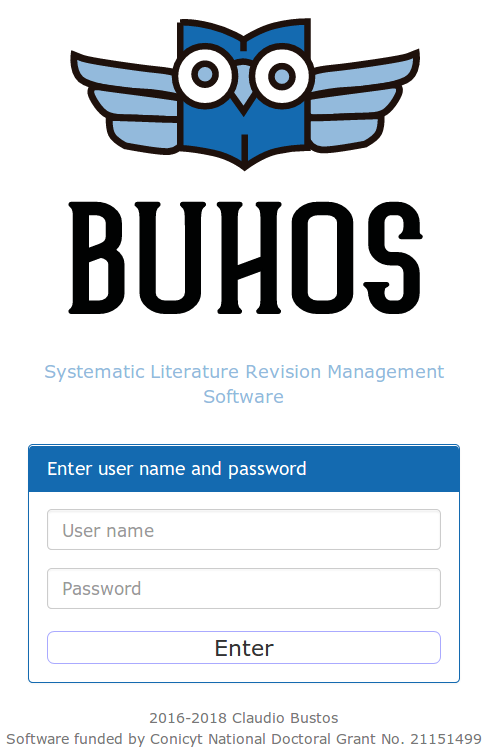 BUHOS
Systematic Literature Revision Management
Software
Enter user name and password
User name
Password
Enter
2016-2018 Claudio Bustos
Software funded by Conicyt National Doctoral Grant No. 21151499